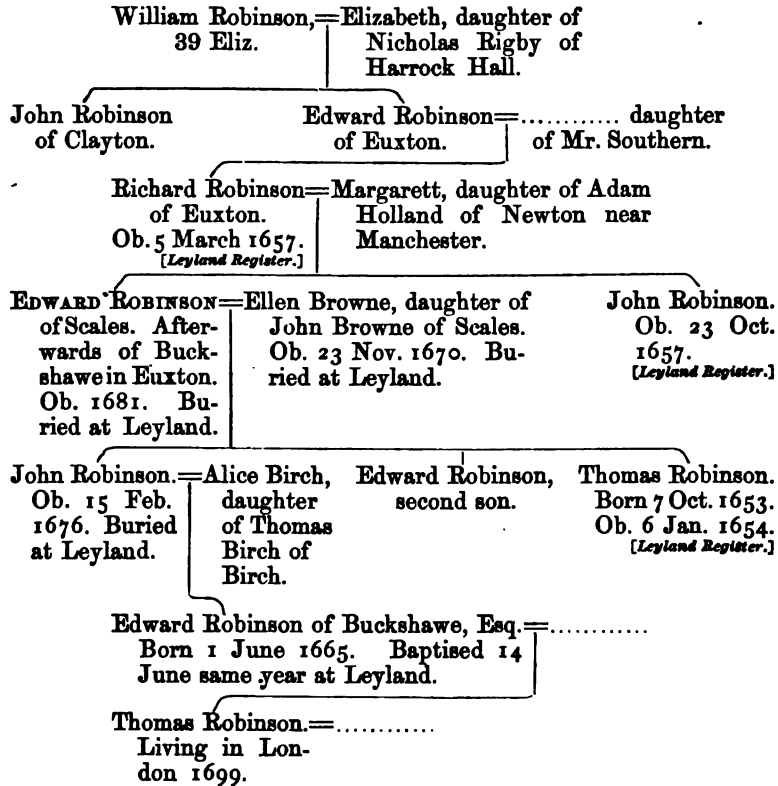 William Robinson,=Elizabeth, daughter of
39 Eliz.
Nicholas Rigby of
Harrock Hall.
John Robinson
of Clayton.
Edward Robinson=............ daughter
of Euxton.
of Mr. Southern.
Richard Robinson=Margarett, daughter of Adam
of Euxton.
Ob. 5 March 1657.
[Leyland Register.]
Holland of Newton near
Manchester.
EDWARD ROBINSON=Ellen Browne, daughter of
of Scales. After-
wards of Buck-
shawe in Euxton.
Ob. 1681. Bu-
ried at Leyland.
John Browne of Scales.
Ob. 23 Nov. 1670. Bu-
ried at Leyland.
John Robinson.
Ob. 23 Oct.
1657.
[Leyland Register.]
John Robinson.=Alice Birch,
Ob. 15 Feb.
1676. Buried
at Leyland.
daughter
of Thomas
Birch of
Birch.
Edward Robinson,
second son.
Thomas Robinson.
Born 7 Oct. 1653.
Ob. 6 Jan. 1654.
[Leyland Register.]
Edward Robinson of Buckshawe, Esq.=............
Born 1 June 1665. Baptised 14
June same year at Leyland.
Thomas Robinson.=............
Living in Lon-
don 1699.